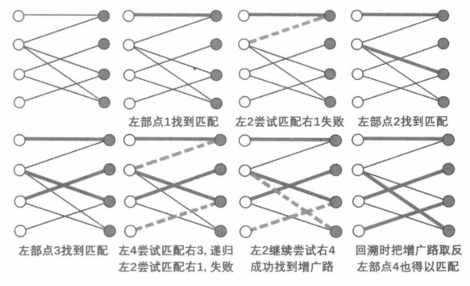 左部点1找到匹配
左2尝试匹配右1失败
左部点2找到匹配
左部点3找到匹配
左4尝试匹配右3, 递归
左2尝试匹配右1, 失败
左2继续尝试右4
成功找到增广路
回溯时把增广路取反
左部点4也得以匹配